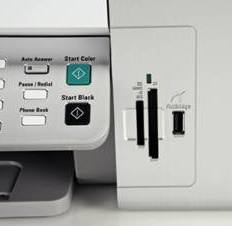 Auto Answer
Start Color
Pause / Redial
Start Black
Phone Book
PictBridge